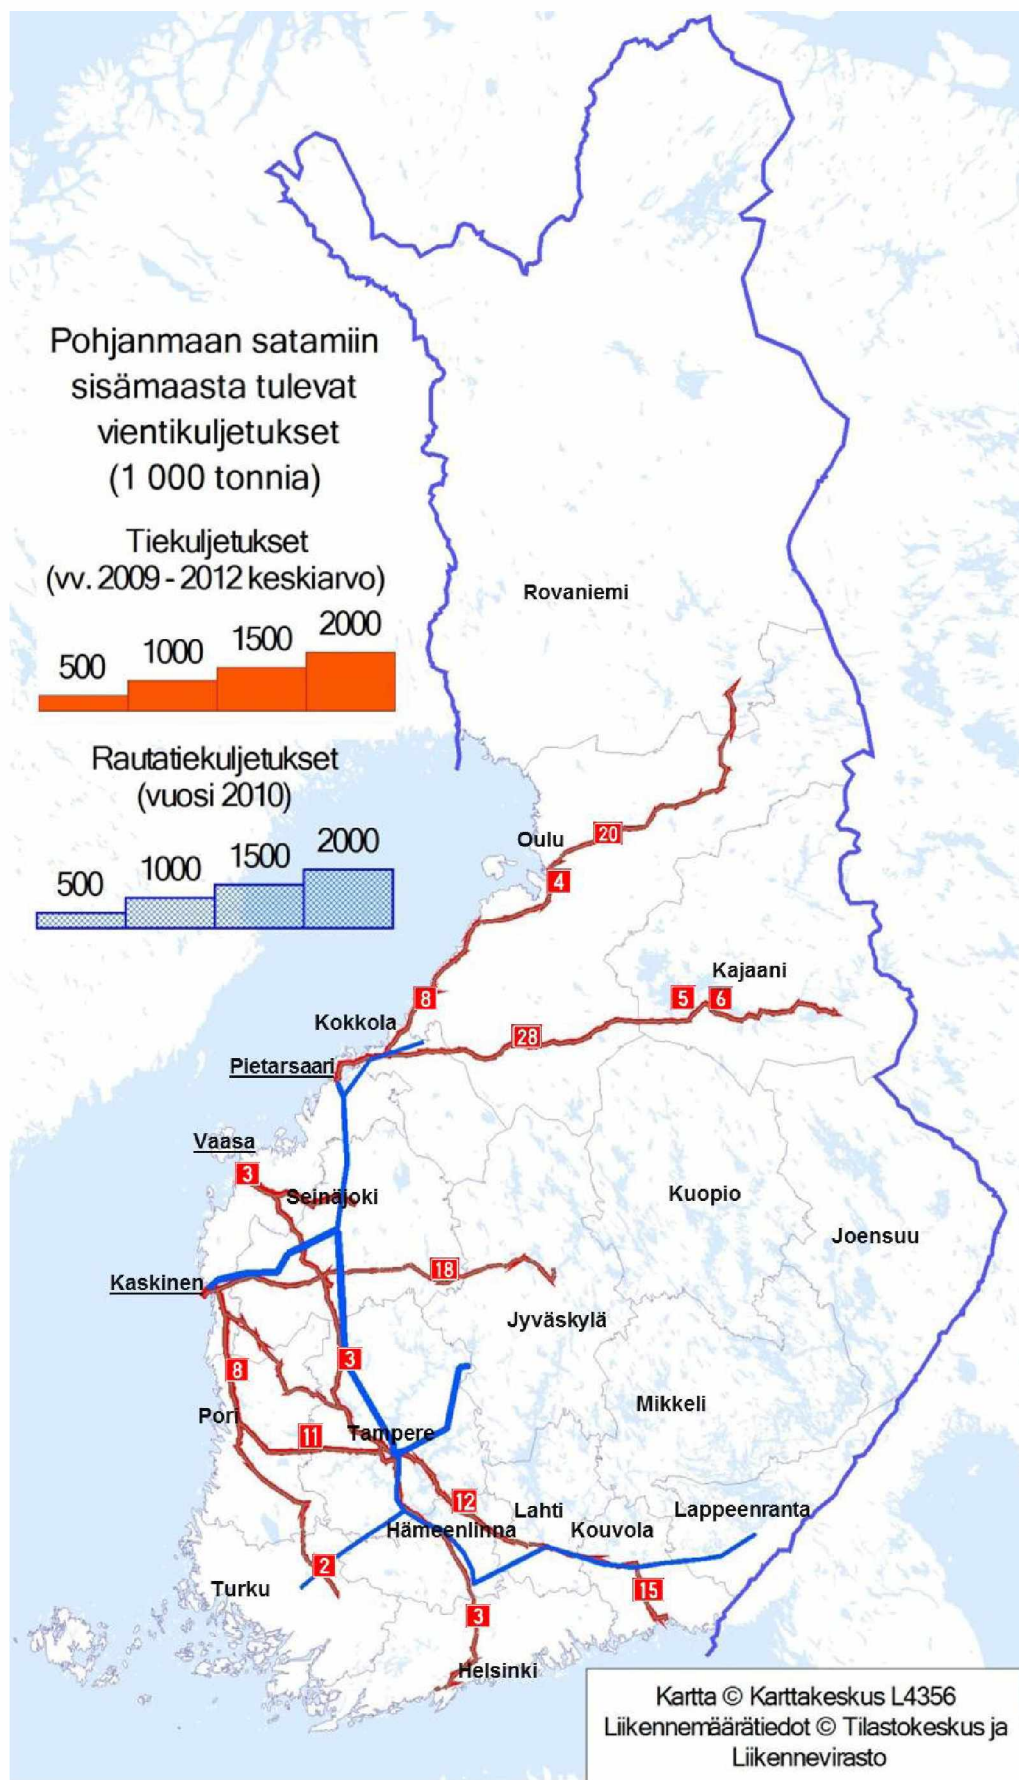 Pohjanmaan satamiin
sisämaasta tulevat
vientikuljetukset
(1 000 tonnia)
Tiekuljetukset
(vv. 2009 - 2012 keskiarvo)
500
1000
1500
2000
Rautatiekuljetukset
(vuosi 2010)
500
1000
1500
2000
Rovaniemi
Oulu
20
4
Kajaani
5
6
8
Kokkola
28
Pietarsaari
Vaasa
3
Seinäjoki
Kuopio
Joensuu
18
Kaskinen
Jyväskylä
3
8
Mikkeli
Pori
11
Tampere
12
Lahti
Lappeenranta
Hämeenlinna
Kouvola
2
Turku
15
3
Helsinki
Kartta © Karttakeskus L4356
Liikennemäärätiedot © Tilastokeskus ja
Liikennevirasto